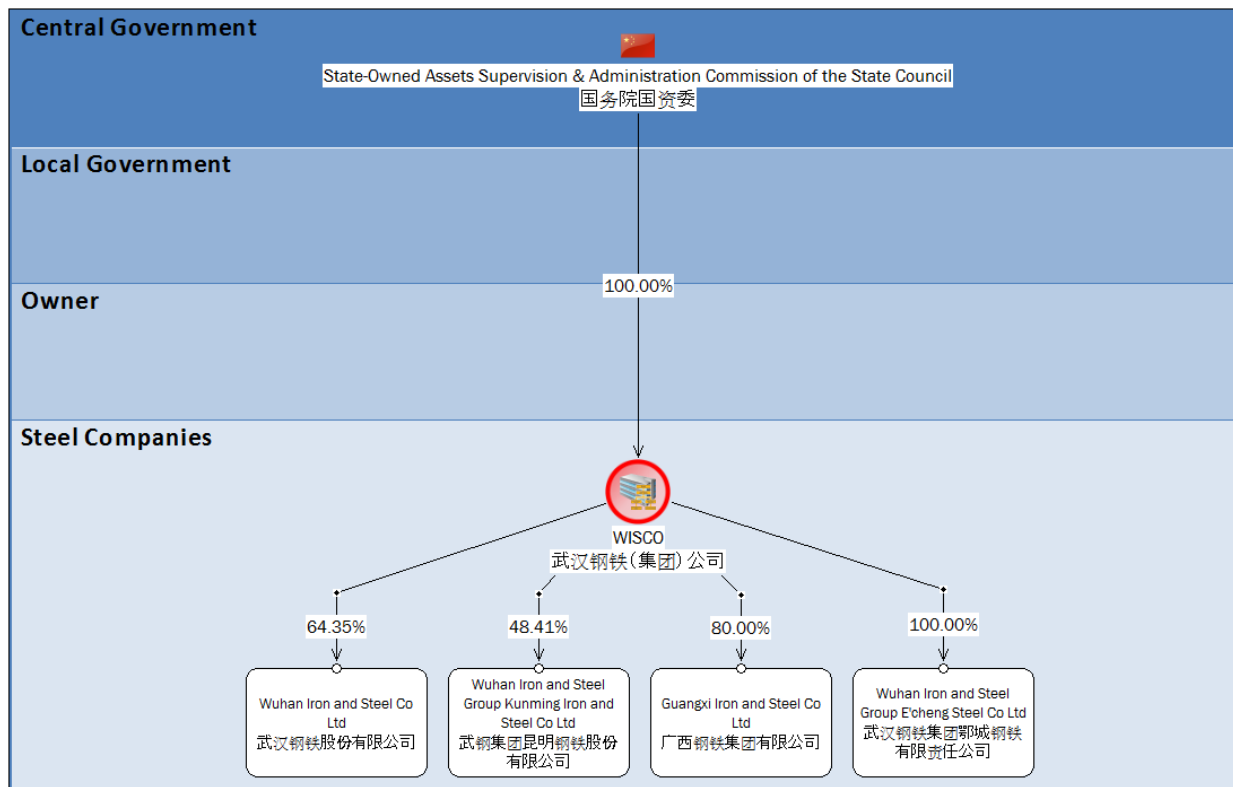 Central Government
State-Owned Assets Supervision & Administration Commission of the State Council
国务院国资委
Local Government
100.00%
Owner
Steel Companies
WISCO
武汉钢铁(集团)公司
64.35%
48.41%
80.00%
100.00%
Wuhan Iron and Steel Co
Ltd
武汉钢铁股份有限公司
Wuhan Iron and Steel
Group Kunming Iron and
Steel Co Ltd
武钢集团昆明钢铁股份
有限公司
Guangxi Iron and Steel Co
Ltd
广西钢铁集团有限公司
Wuhan Iron and Steel
Group E'cheng Steel Co Ltd
武汉钢铁集团鄂城钢铁
有限责任公司